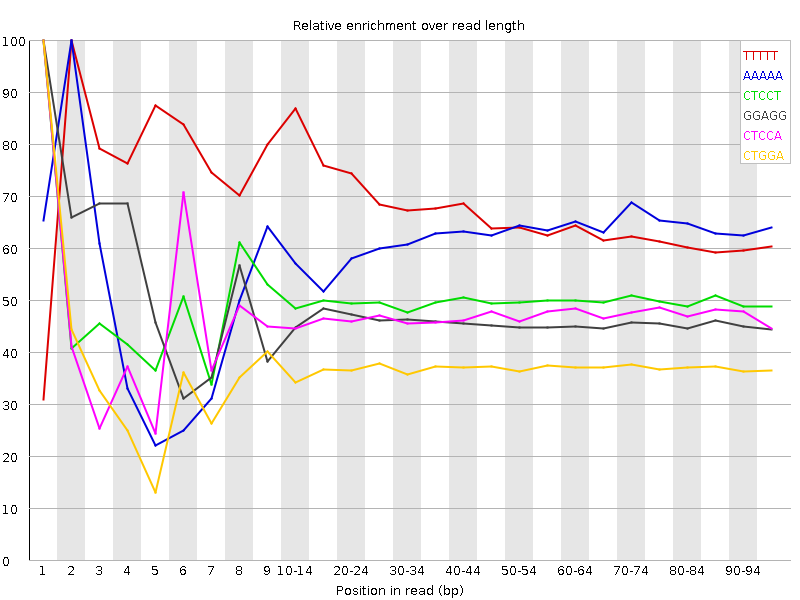 Relative enrichment over read length
100
90
80
70
60
50
40
30
20
10
0
TTTTT
AAAAA
CTCCT
GGAGG
CTCCA
CTGGA
1 2 3 4 5 6 7 8 9 10-14 20-24 30-34 40-44 50-54 60-64 70-74 80-84 90-94
Position in read (bp)